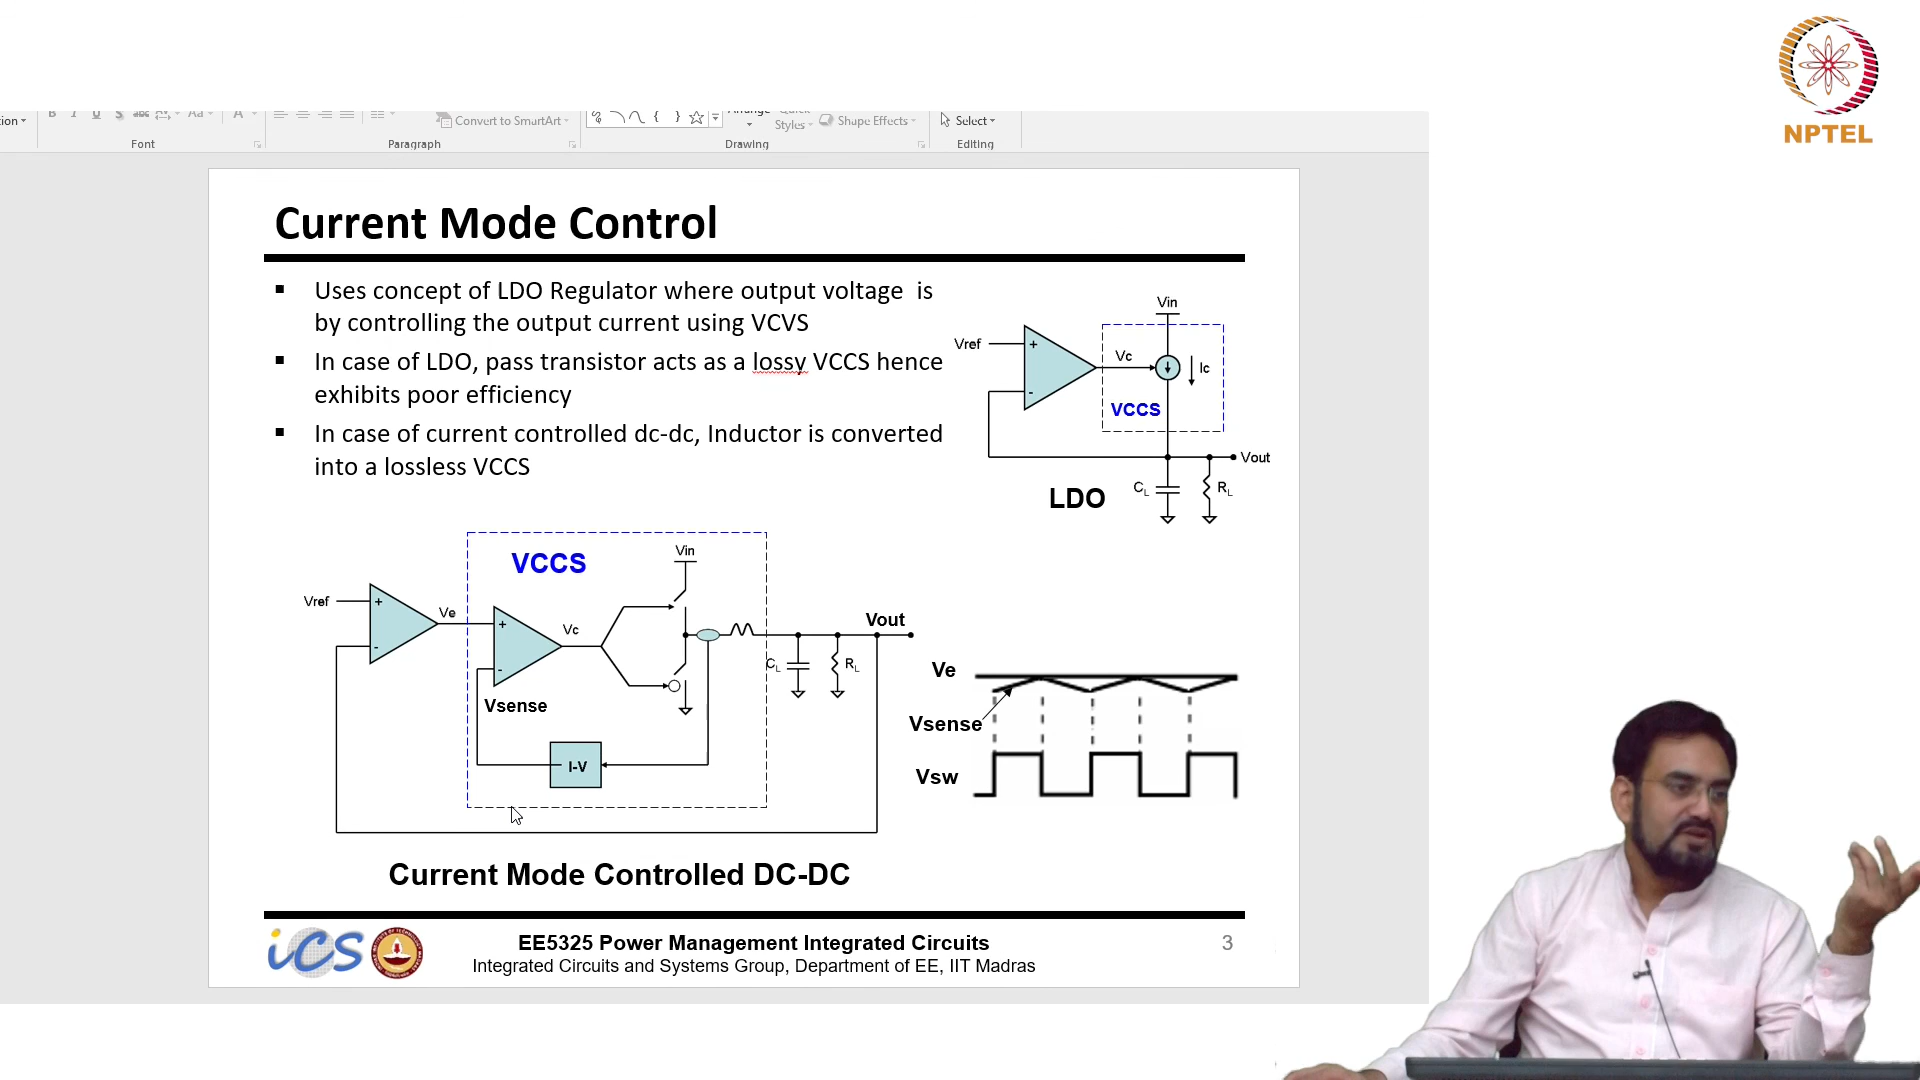 NPTEL
Convert to SmartArt
Quick
Styles
Shape Effects
Select
Font
Paragraph
Drawing
Editing
Current Mode Control
Uses concept of LDO Regulator where output voltage is
by controlling the output current using VCVS
In case of LDO, pass transistor acts as a lossy VCCS hence
exhibits poor efficiency
In case of current controlled dc-dc, Inductor is converted
into a lossless VCCS
Vin
Vref
+
-
Vc
Ic
VCCS
Vout
CL
RL
LDO
VCCS
Vin
Vref
+
-
Ve
+
-
Vc
Vsense
I-V
CL
RL
Vout
Ve
Vsense
Vsw
Current Mode Controlled DC-DC
iCS
EE5325 Power Management Integrated Circuits
Integrated Circuits and Systems Group, Department of EE, IIT Madras
3